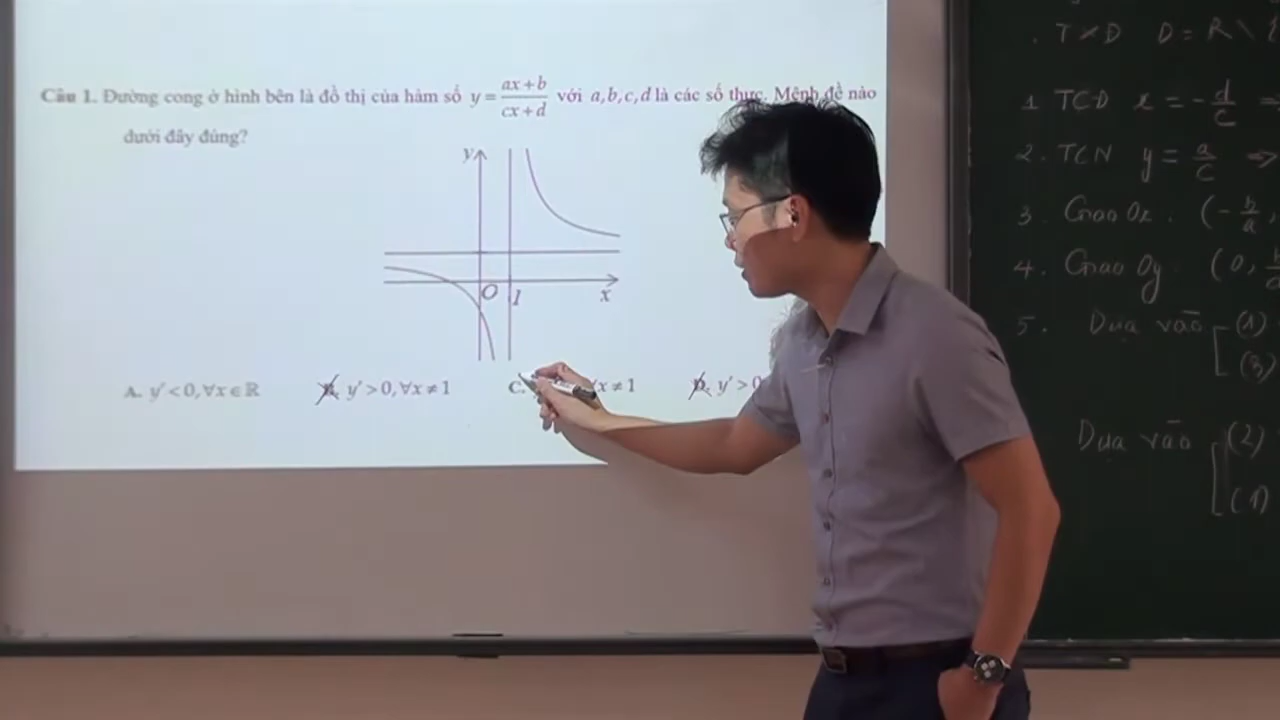 Câu 1. Đường cong ở hình bên là đồ thị của hàm số y = (ax+b)/(cx+d) với a, b, c, d là các số thực. Mệnh đề nào
dưới đây đúng?
y
O 1 x
A. y' < 0, ∀x ∈ ℝ B. y' > 0, ∀x ≠ 1 C. x ≠ 1 D. y' > 0
. TXD D = R \
1 TCD x = -d/c =>
2. TCN y = a/c =>
3. Giao Ox. (-b/a,
4. Giao Oy (0,
5. Dựa vào (1)
(3)
Dựa vào (2)
(1)